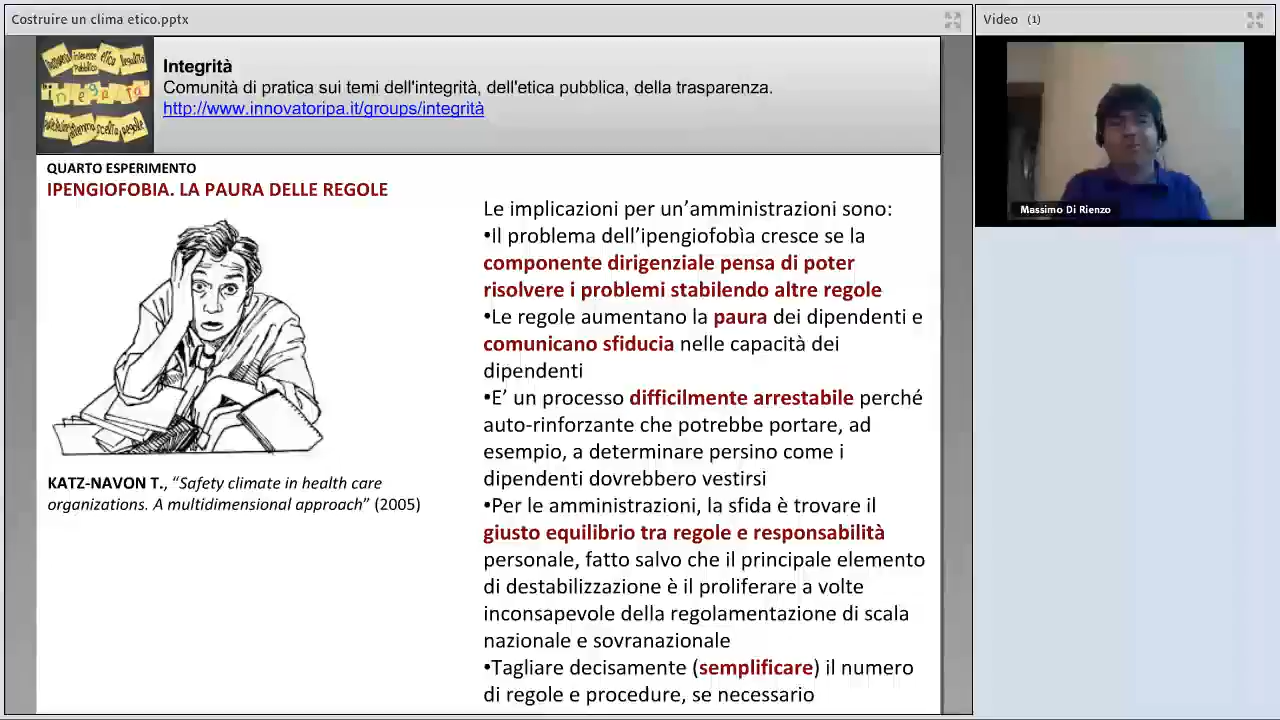 Costruire un clima etico.pptx
Video (1)
interesse
pubblico
etica
"integrità"
scelta
regole
Integrità
Comunità di pratica sui temi dell'integrità, dell'etica pubblica, della trasparenza.
http://www.innovatoripa.it/groups/integrità
Massimo Di Rienzo
QUARTO ESPERIMENTO
IPENGIOFOBIA. LA PAURA DELLE REGOLE
KATZ-NAVON T., “Safety climate in health care
organizations. A multidimensional approach” (2005)
Le implicazioni per un’amministrazioni sono:
•Il problema dell’ipengiofobìa cresce se la
componente dirigenziale pensa di poter
risolvere i problemi stabilendo altre regole
•Le regole aumentano la paura dei dipendenti e
comunicano sfiducia nelle capacità dei
dipendenti
•E’ un processo difficilmente arrestabile perché
auto-rinforzante che potrebbe portare, ad
esempio, a determinare persino come i
dipendenti dovrebbero vestirsi
•Per le amministrazioni, la sfida è trovare il
giusto equilibrio tra regole e responsabilità
personale, fatto salvo che il principale elemento
di destabilizzazione è il proliferare a volte
inconsapevole della regolamentazione di scala
nazionale e sovranazionale
•Tagliare decisamente (semplificare) il numero
di regole e procedure, se necessario